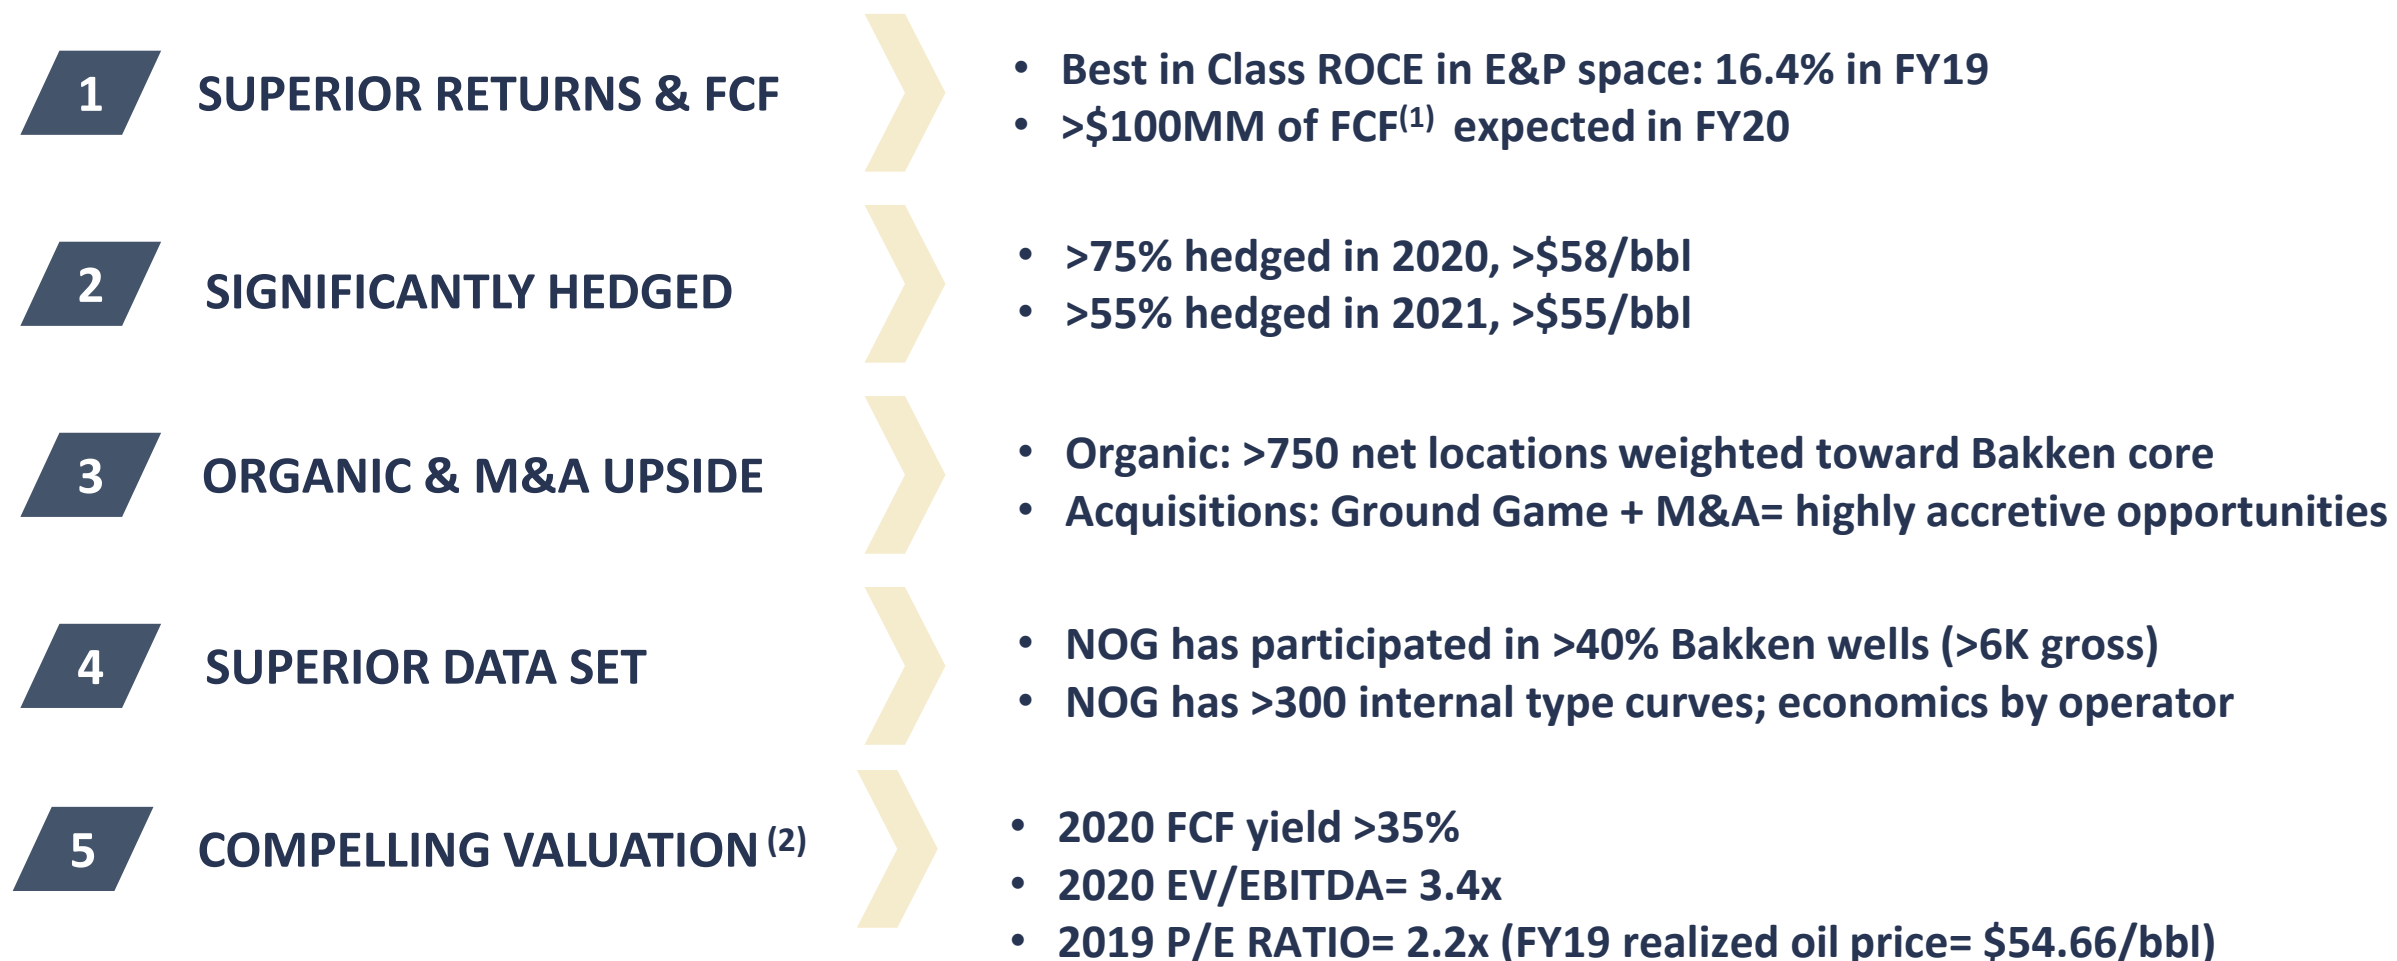 1 SUPERIOR RETURNS & FCF
• Best in Class ROCE in E&P space: 16.4% in FY19
• >$100MM of FCF(1) expected in FY20
2 SIGNIFICANTLY HEDGED
• >75% hedged in 2020, >$58/bbl
• >55% hedged in 2021, >$55/bbl
3 ORGANIC & M&A UPSIDE
• Organic: >750 net locations weighted toward Bakken core
• Acquisitions: Ground Game + M&A= highly accretive opportunities
4 SUPERIOR DATA SET
• NOG has participated in >40% Bakken wells (>6K gross)
• NOG has >300 internal type curves; economics by operator
5 COMPELLING VALUATION (2)
• 2020 FCF yield >35%
• 2020 EV/EBITDA= 3.4x
• 2019 P/E RATIO= 2.2x (FY19 realized oil price= $54.66/bbl)